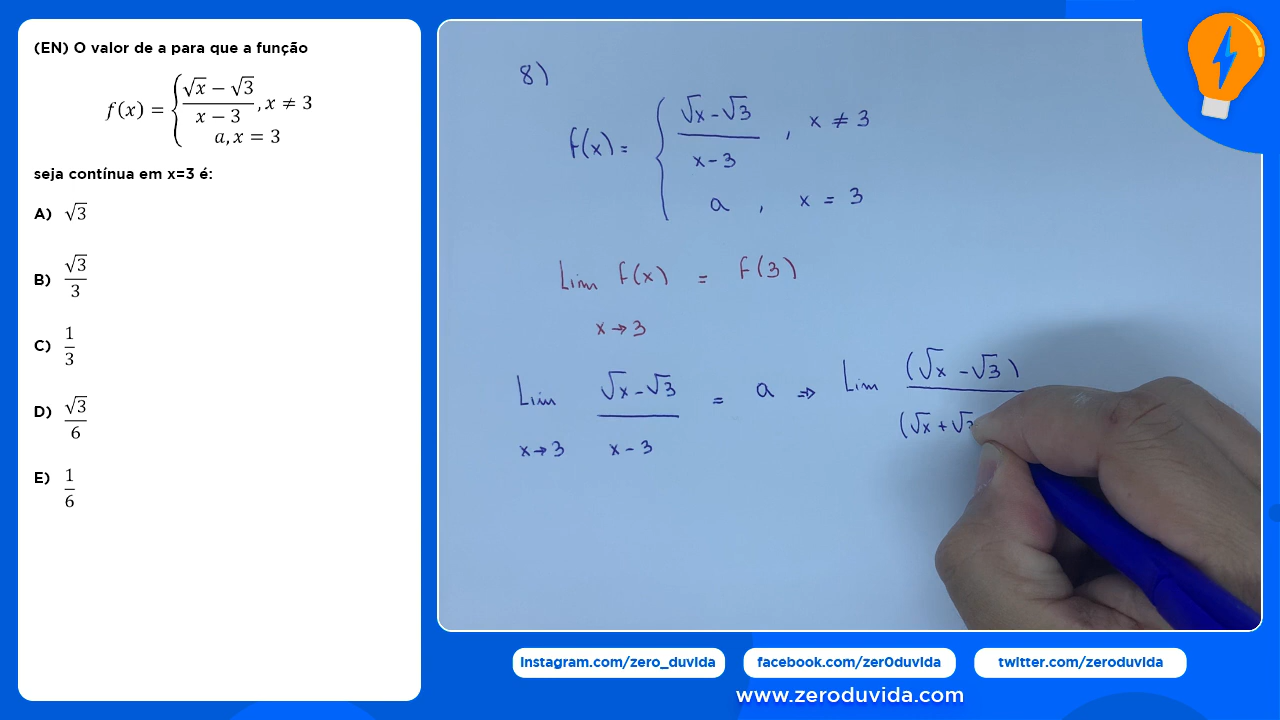 (EN) O valor de a para que a função
f(x) = { (√x − √3)/(x − 3), x ≠ 3
a, x = 3
seja contínua em x=3 é:
A) √3
B) √3/3
C) 1/3
D) √3/6
E) 1/6
8)
f(x) = { (√x − √3)/(x − 3) , x ≠ 3
a , x = 3
Lim f(x) = f(3)
x → 3
Lim (√x − √3)/(x − 3) = a ⇒ Lim (√x − √3)/(√x + √3
x → 3
Instagram.com/zero_duvida
facebook.com/zer0duvida
twitter.com/zeroduvida
www.zeroduvida.com